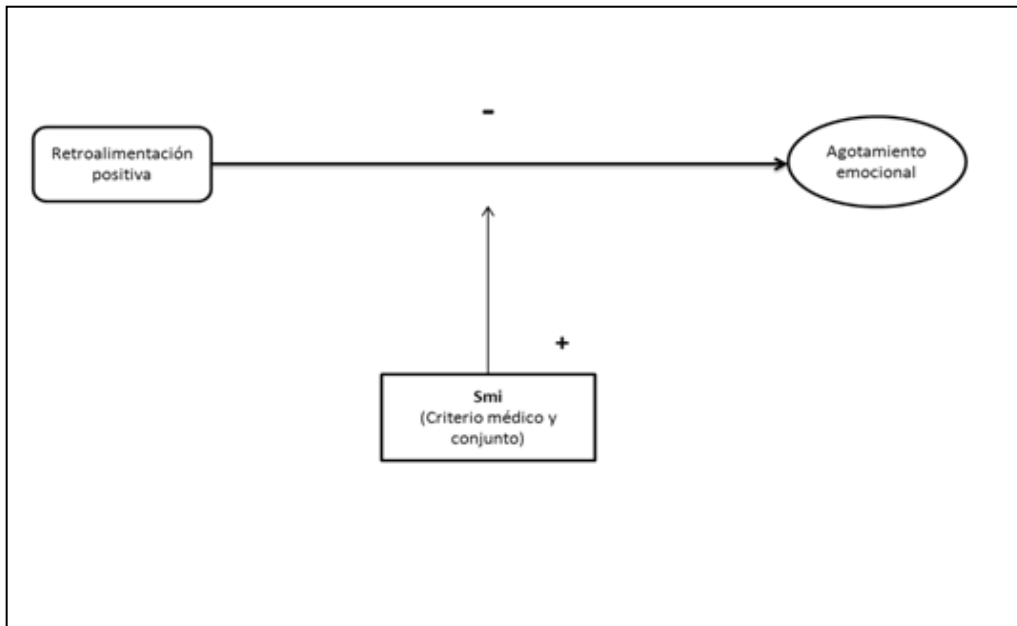 -
Retroalimentación
positiva
Agotamiento
emocional
+
Smi
(Criterio médico y
conjunto)